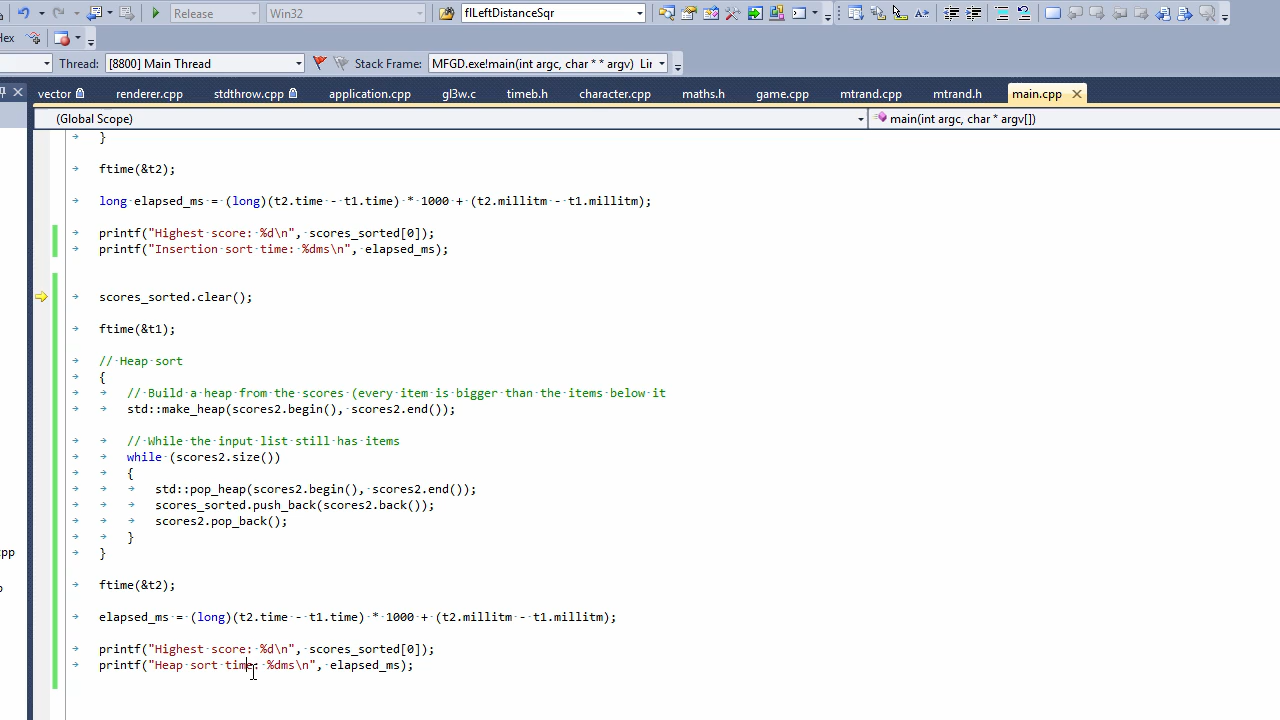 Release Win32 flLeftDistanceSqr
Hex
Thread: [8800] Main Thread Stack Frame: MFGD.exe!main(int argc, char * * argv) Lir
vector renderer.cpp stdthrow.cpp application.cpp gl3w.c timeb.h character.cpp maths.h game.cpp mtrand.cpp mtrand.h main.cpp
(Global Scope) main(int argc, char * argv[])
}
ftime(&t2);
long elapsed_ms = (long)(t2.time - t1.time) * 1000 + (t2.millitm - t1.millitm);
printf("Highest score: %d\n", scores_sorted[0]);
printf("Insertion sort time: %dms\n", elapsed_ms);
scores_sorted.clear();
ftime(&t1);
// Heap sort
{
// Build a heap from the scores (every item is bigger than the items below it
std::make_heap(scores2.begin(), scores2.end());
// While the input list still has items
while (scores2.size())
{
std::pop_heap(scores2.begin(), scores2.end());
scores_sorted.push_back(scores2.back());
scores2.pop_back();
}
}
cpp
ftime(&t2);
elapsed_ms = (long)(t2.time - t1.time) * 1000 + (t2.millitm - t1.millitm);
printf("Highest score: %d\n", scores_sorted[0]);
printf("Heap sort time: %dms\n", elapsed_ms);